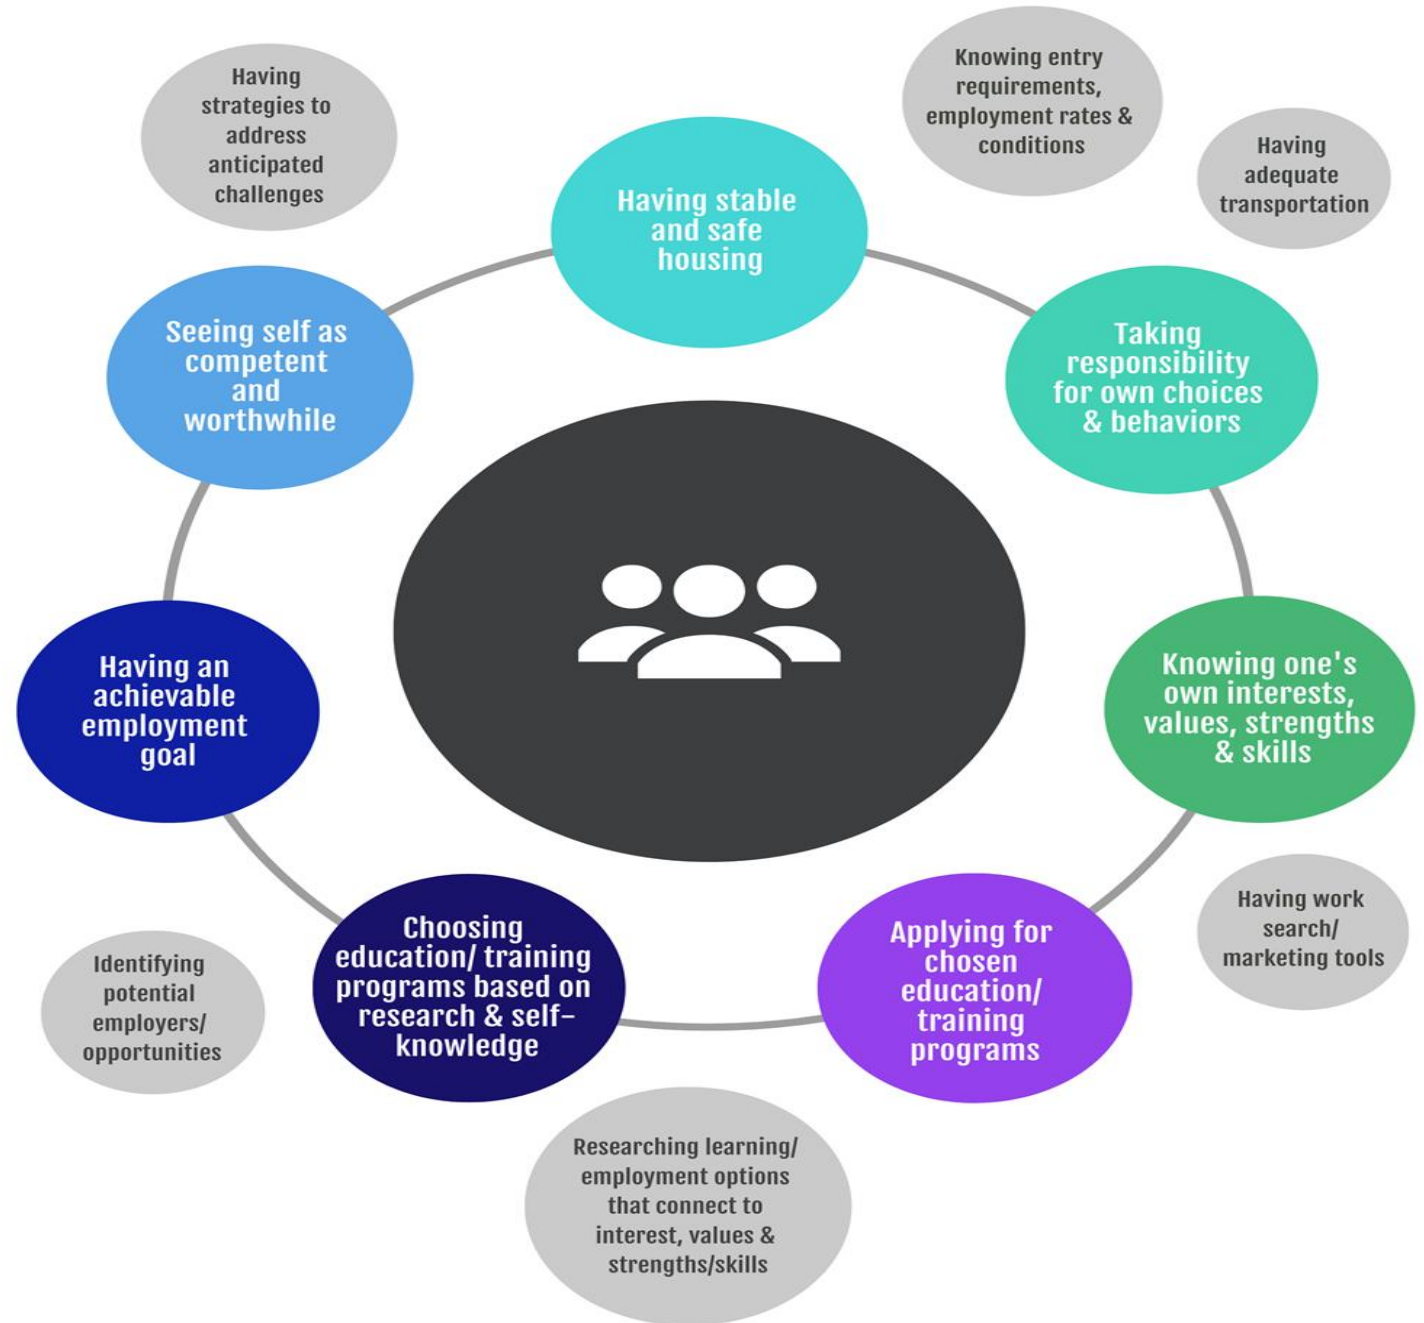 Having
strategies to
address
anticipated
challenges
Knowing entry
requirements,
employment rates &
conditions
Having
adequate
transportation
Having stable
and safe
housing
Seeing self as
competent
and
worthwhile
Taking
responsibility
for own choices
& behaviors
Having an
achievable
employment
goal
Knowing one's
own interests,
values, strengths
& skills
Choosing
education/ training
programs based on
research & self-
knowledge
Applying for
chosen
education/
training
programs
Having work
search/
marketing tools
Identifying
potential
employers/
opportunities
Researching learning/
employment options
that connect to
interest, values &
strengths/skills